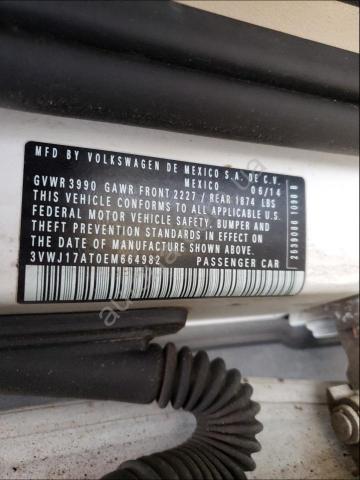 MFD BY VOLKSWAGEN DE MEXICO S.A. DE C.V.
MEXICO 06/14
GVWR3990 GAWR FRONT 2227 / REAR 1874 LBS
THIS VEHICLE CONFORMS TO ALL APPLICABLE U.S.
FEDERAL MOTOR VEHICLE SAFETY, BUMPER AND
THEFT PREVENTION STANDARDS IN EFFECT ON
THE DATE OF MANUFACTURE SHOWN ABOVE.
3VWJ17AT0EM664982 PASSENGER CAR